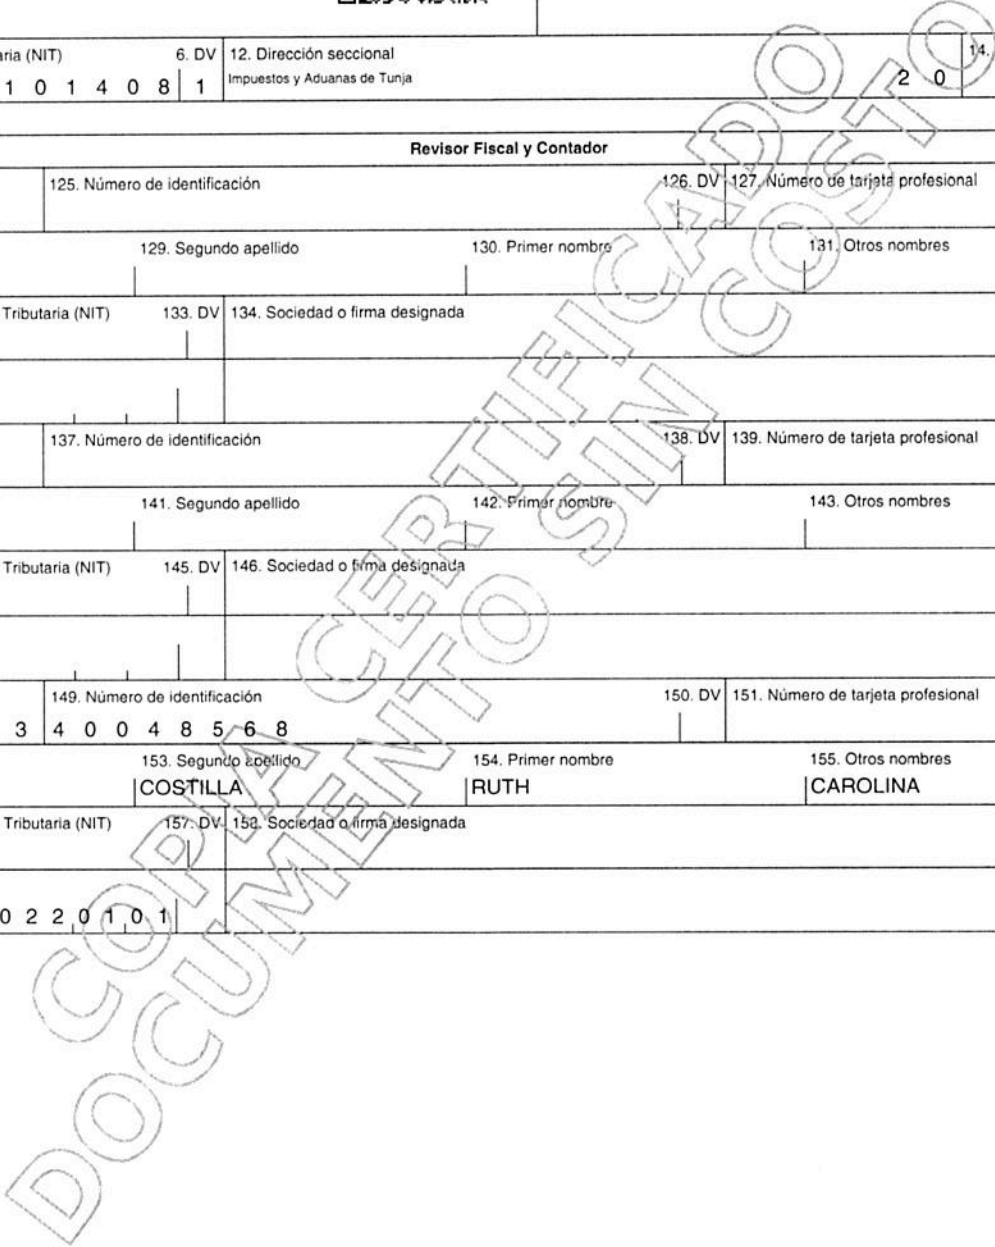 aria (NIT) 6. DV 12. Dirección seccional 14.
1 0 1 4 0 8 1 Impuestos y Aduanas de Tunja 2 0
Revisor Fiscal y Contador
125. Número de identificación 126. DV 127. Número de tarjeta profesional
129. Segundo apellido 130. Primer nombre 131. Otros nombres
Tributaria (NIT) 133. DV 134. Sociedad o firma designada
137. Número de identificación 138. DV 139. Número de tarjeta profesional
141. Segundo apellido 142. Primer nombre 143. Otros nombres
Tributaria (NIT) 145. DV 146. Sociedad o firma designada
149. Número de identificación 150. DV 151. Número de tarjeta profesional
3 4 0 0 4 8 5 6 8
153. Segundo apellido 154. Primer nombre 155. Otros nombres
COSTILLA RUTH CAROLINA
Tributaria (NIT) 157. DV 158. Sociedad o firma designada
0 2 2 0 1 0 1
COPIA CERTIFICADO
DOCUMENTO SIN COSTO